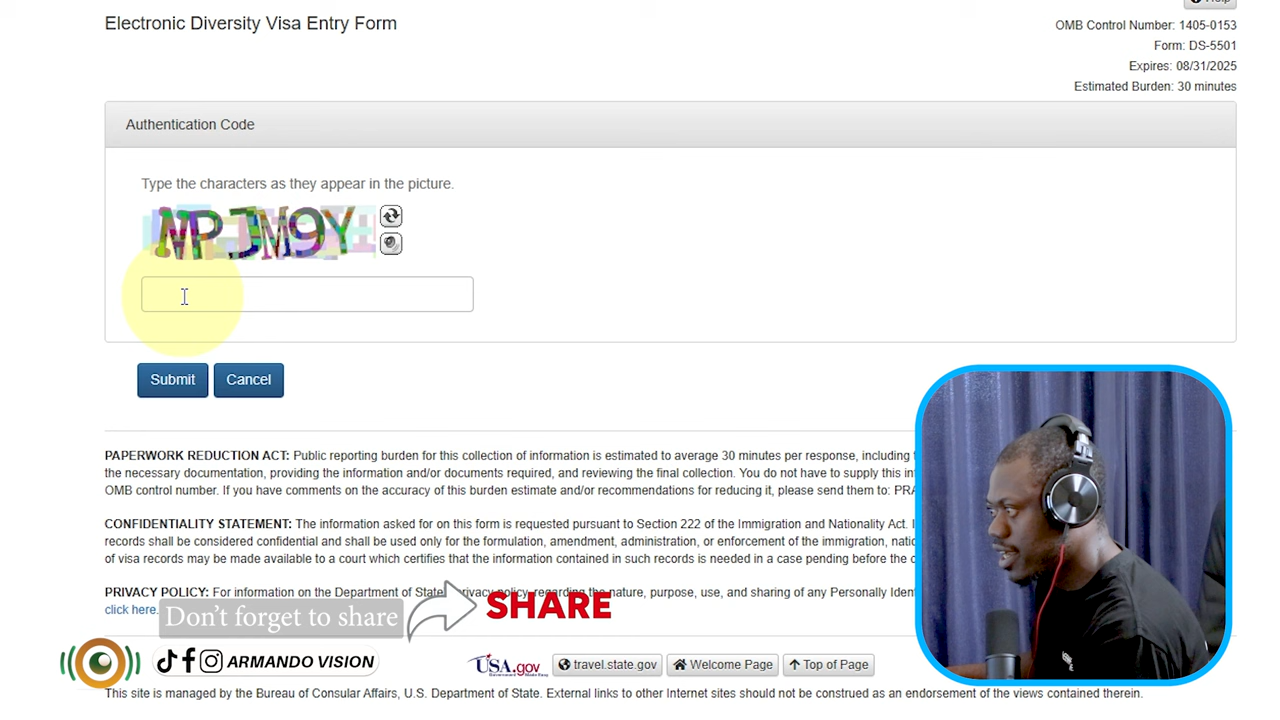 Help
Electronic Diversity Visa Entry Form
OMB Control Number: 1405-0153
Form: DS-5501
Expires: 08/31/2025
Estimated Burden: 30 minutes
Authentication Code
Type the characters as they appear in the picture.
MPJM9Y
Submit
Cancel
PAPERWORK REDUCTION ACT: Public reporting burden for this collection of information is estimated to average 30 minutes per response, including
the necessary documentation, providing the information and/or documents required, and reviewing the final collection. You do not have to supply this
OMB control number. If you have comments on the accuracy of this burden estimate and/or recommendations for reducing it, please send them to:
CONFIDENTIALITY STATEMENT: The information asked for on this form is requested pursuant to Section 222 of the Immigration and Nationality Act.
records shall be considered confidential and shall be used only for the formulation, amendment, administration, or enforcement of the immigration,
of visa records may be made available to a court which certifies that the information contained in such records is needed in a case pending before the
PRIVACY POLICY: For information on the Department of State privacy policy regarding the nature, purpose, use, and sharing of any Personally
click here.
Don't forget to share
SHARE
ARMANDO VISION
USA.gov
travel.state.gov
Welcome Page
Top of Page
This site is managed by the Bureau of Consular Affairs, U.S. Department of State. External links to other Internet sites should not be construed as an endorsement of the views contained therein.